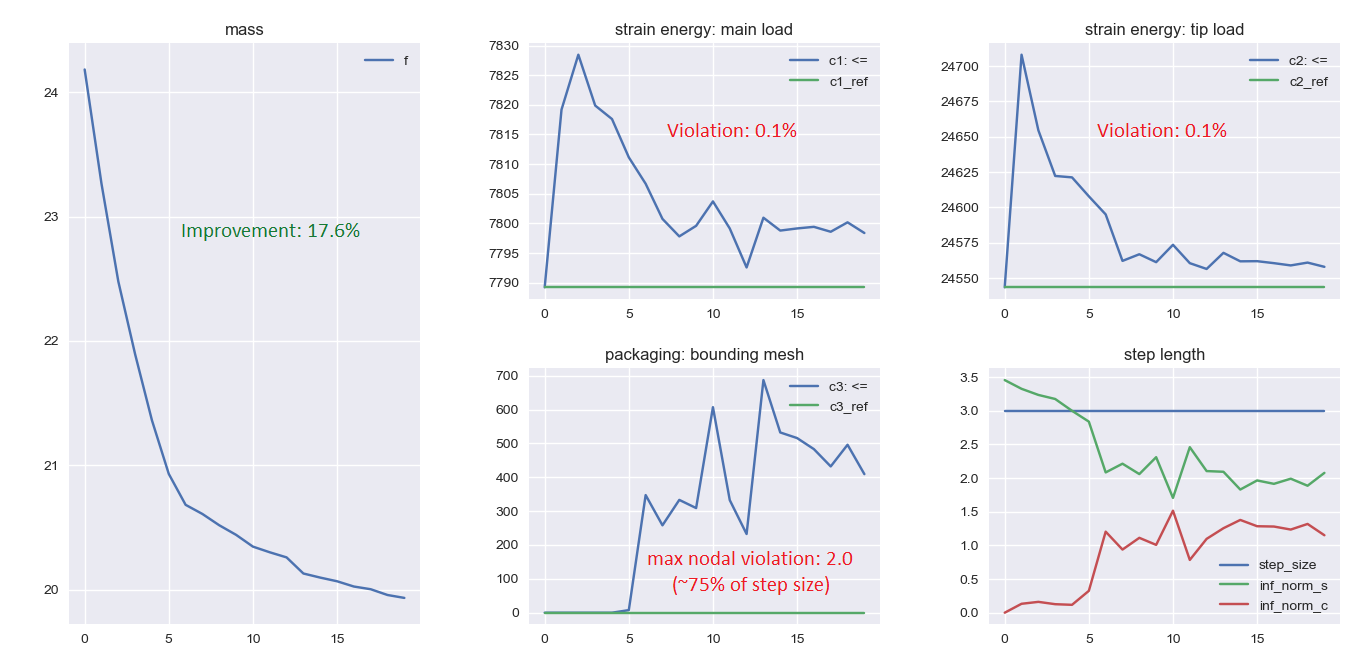 mass
f
24
23
22
21
20
Improvement: 17.6%
0
5
10
15
strain energy: main load
c1: <=
c1_ref
7830
7825
7820
7815
7810
7805
7800
7795
7790
Violation: 0.1%
0
5
10
15
strain energy: tip load
c2: <=
c2_ref
24700
24675
24650
24625
24600
24575
24550
Violation: 0.1%
0
5
10
15
packaging: bounding mesh
c3: <=
c3_ref
700
600
500
400
300
200
100
0
max nodal violation: 2.0
(~75% of step size)
0
5
10
15
step length
3.5
3.0
2.5
2.0
1.5
1.0
0.5
0.0
step_size
inf_norm_s
inf_norm_c
0
5
10
15